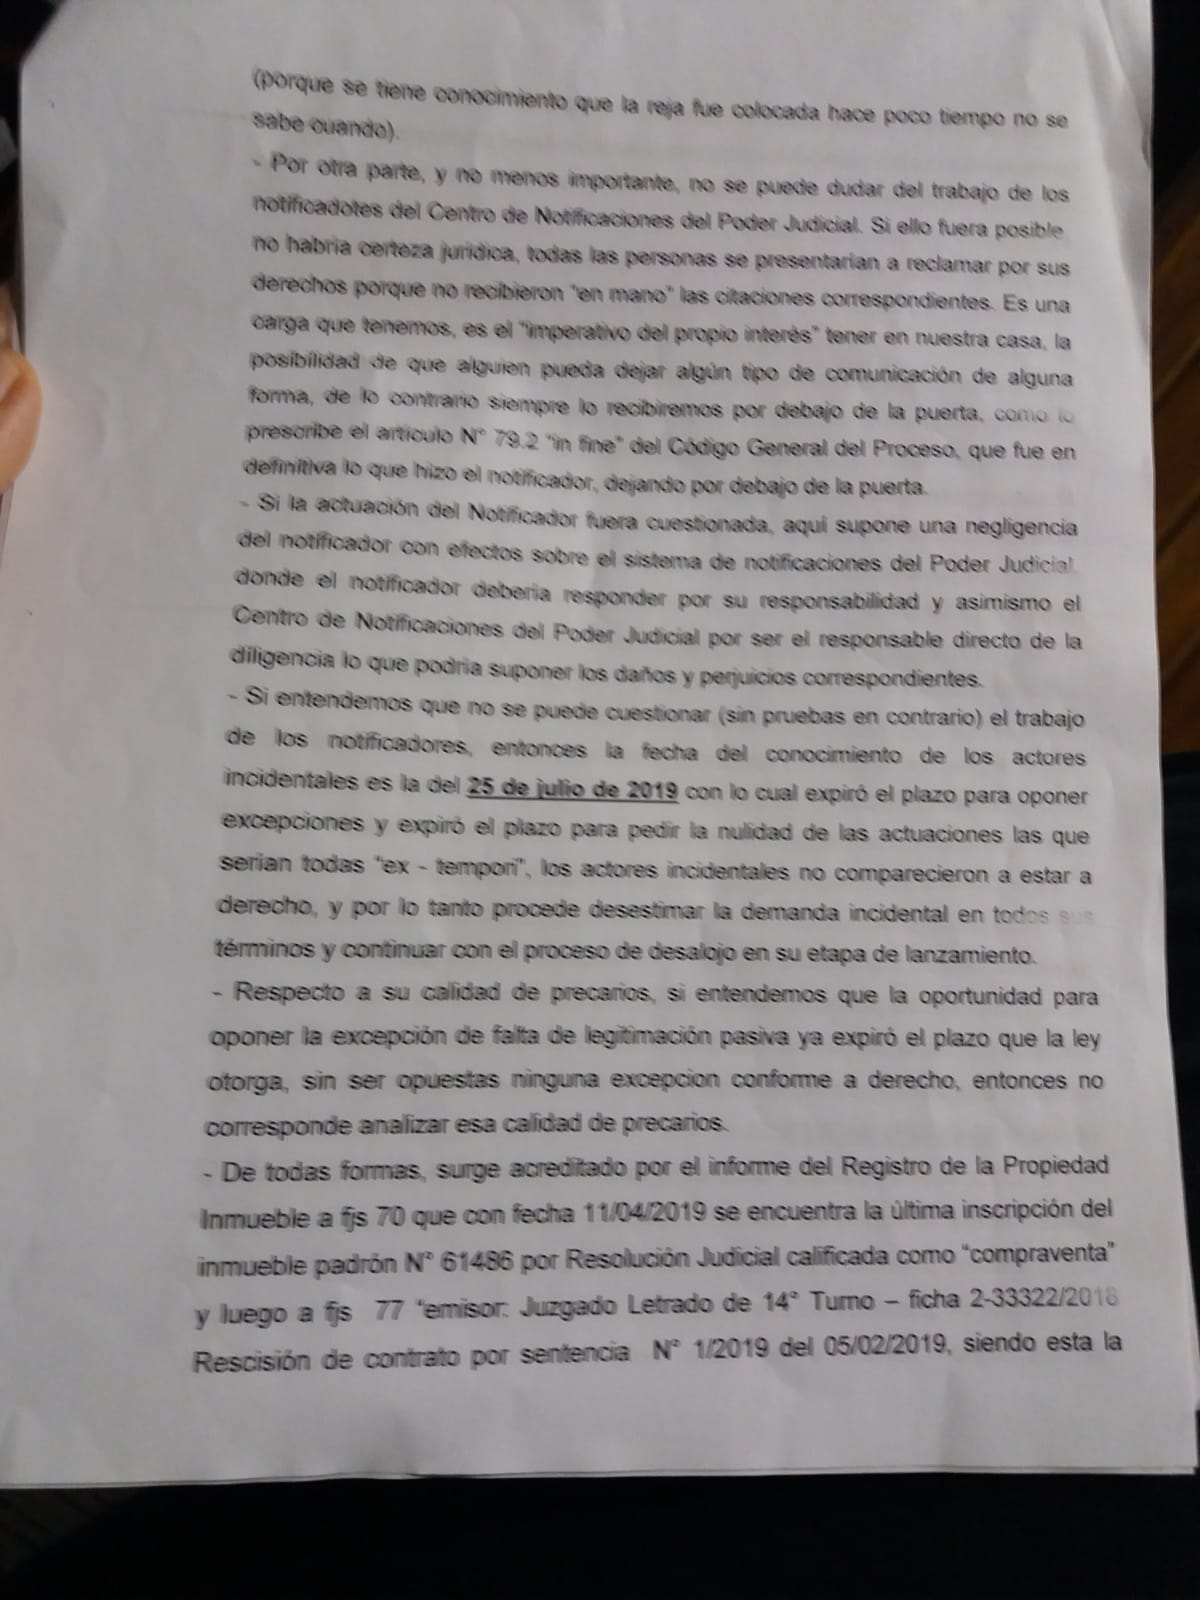 (porque se tiene conocimiento que la reja fue colocada hace poco tiempo no se
sabe cuando).
- Por otra parte, y no menos importante, no se puede dudar del trabajo de los
notificadotes del Centro de Notificaciones del Poder Judicial. Si ello fuera posible
no habría certeza jurídica, todas las personas se presentarían a reclamar por sus
derechos porque no recibieron "en mano" las citaciones correspondientes. Es una
carga que tenemos, es el "imperativo del propio interés" tener en nuestra casa, la
posibilidad de que alguien pueda dejar algún tipo de comunicación de alguna
forma, de lo contrario siempre lo recibiremos por debajo de la puerta, como lo
prescribe el artículo N° 79.2 "in fine" del Código General del Proceso, que fue en
definitiva lo que hizo el notificador, dejando por debajo de la puerta.
- Si la actuación del Notificador fuera cuestionada, aquí supone una negligencia
del notificador con efectos sobre el sistema de notificaciones del Poder Judicial,
donde el notificador debería responder por su responsabilidad y asimismo el
Centro de Notificaciones del Poder Judicial por ser el responsable directo de la
diligencia lo que podría suponer los daños y perjuicios correspondientes.
- Si entendemos que no se puede cuestionar (sin pruebas en contrario) el trabajo
de los notificadores, entonces la fecha del conocimiento de los actores
incidentales es la del 25 de julio de 2019 con lo cual expiró el plazo para oponer
excepciones y expiró el plazo para pedir la nulidad de las actuaciones las que
serían todas "ex - tempori", los actores incidentales no comparecieron a estar a
derecho, y por lo tanto procede desestimar la demanda incidental en todos sus
términos y continuar con el proceso de desalojo en su etapa de lanzamiento.
- Respecto a su calidad de precarios, si entendemos que la oportunidad para
oponer la excepción de falta de legitimación pasiva ya expiró el plazo que la ley
otorga, sin ser opuestas ninguna excepcion conforme a derecho, entonces no
corresponde analizar esa calidad de precarios.
- De todas formas, surge acreditado por el informe del Registro de la Propiedad
Inmueble a fjs 70 que con fecha 11/04/2019 se encuentra la última inscripción del
inmueble padrón N° 61486 por Resolución Judicial calificada como "compraventa"
y luego a fjs 77 "emisor: Juzgado Letrado de 14° Turno – ficha 2-33322/2018
Rescisión de contrato por sentencia N° 1/2019 del 05/02/2019, siendo esta la